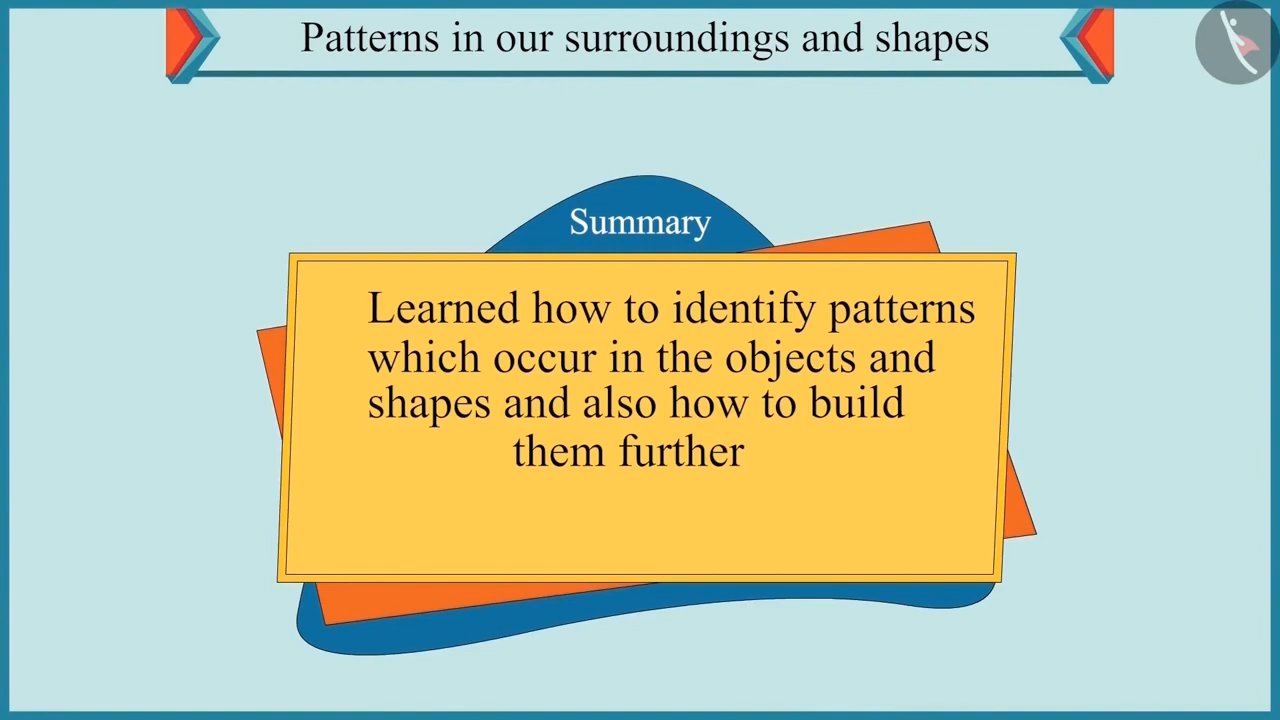 Patterns in our surroundings and shapes
Summary
Learned how to identify patterns
which occur in the objects and
shapes and also how to build
them further